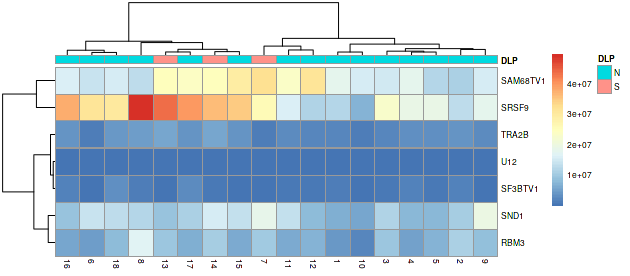 DLP
SAM68TV1
SRSF9
TRA2B
U12
SF3BTV1
SND1
RBM3
16 6 18 8 13 17 14 15 7 11 12 1 10 3 4 5 2 9
4e+07
3e+07
2e+07
1e+07
DLP
N
S